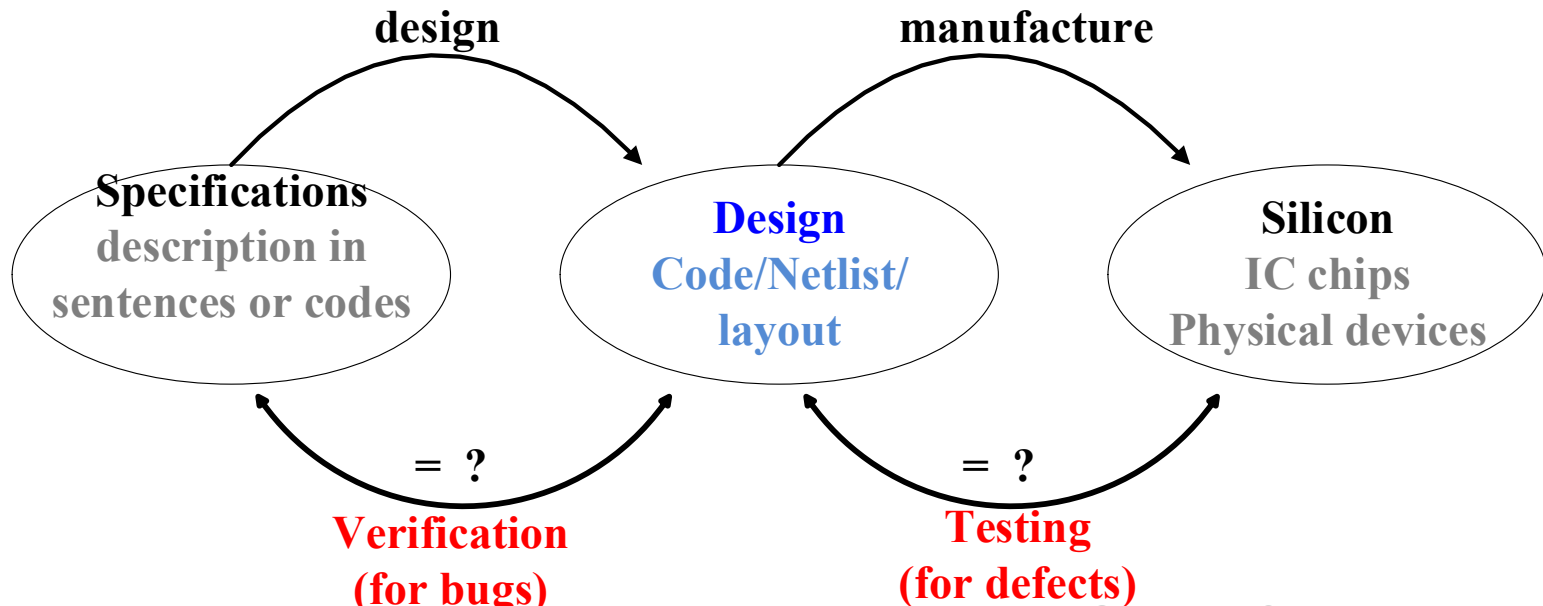 design
manufacture
Specifications
description in
sentences or codes
Design
Code/Netlist/
layout
Silicon
IC chips
Physical devices
= ?
= ?
Verification
(for bugs)
Testing
(for defects)